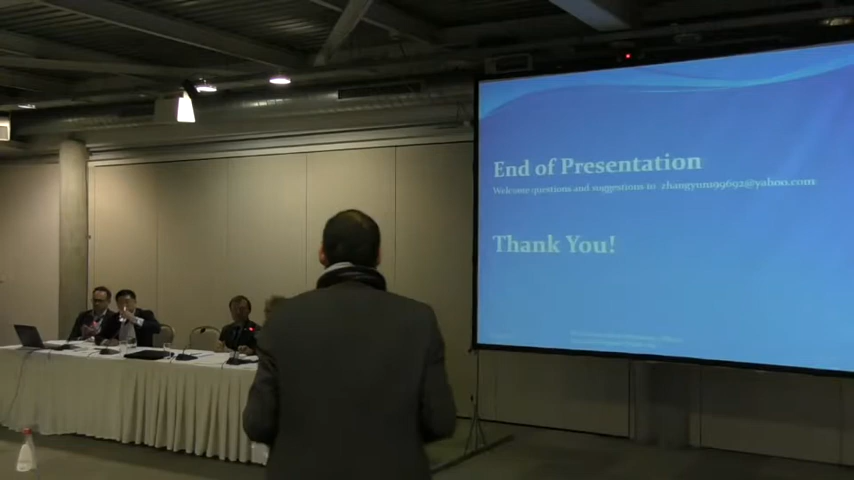 End of Presentation
Welcome questions and suggestions to zhangyun99692@yahoo.com
Thank You!